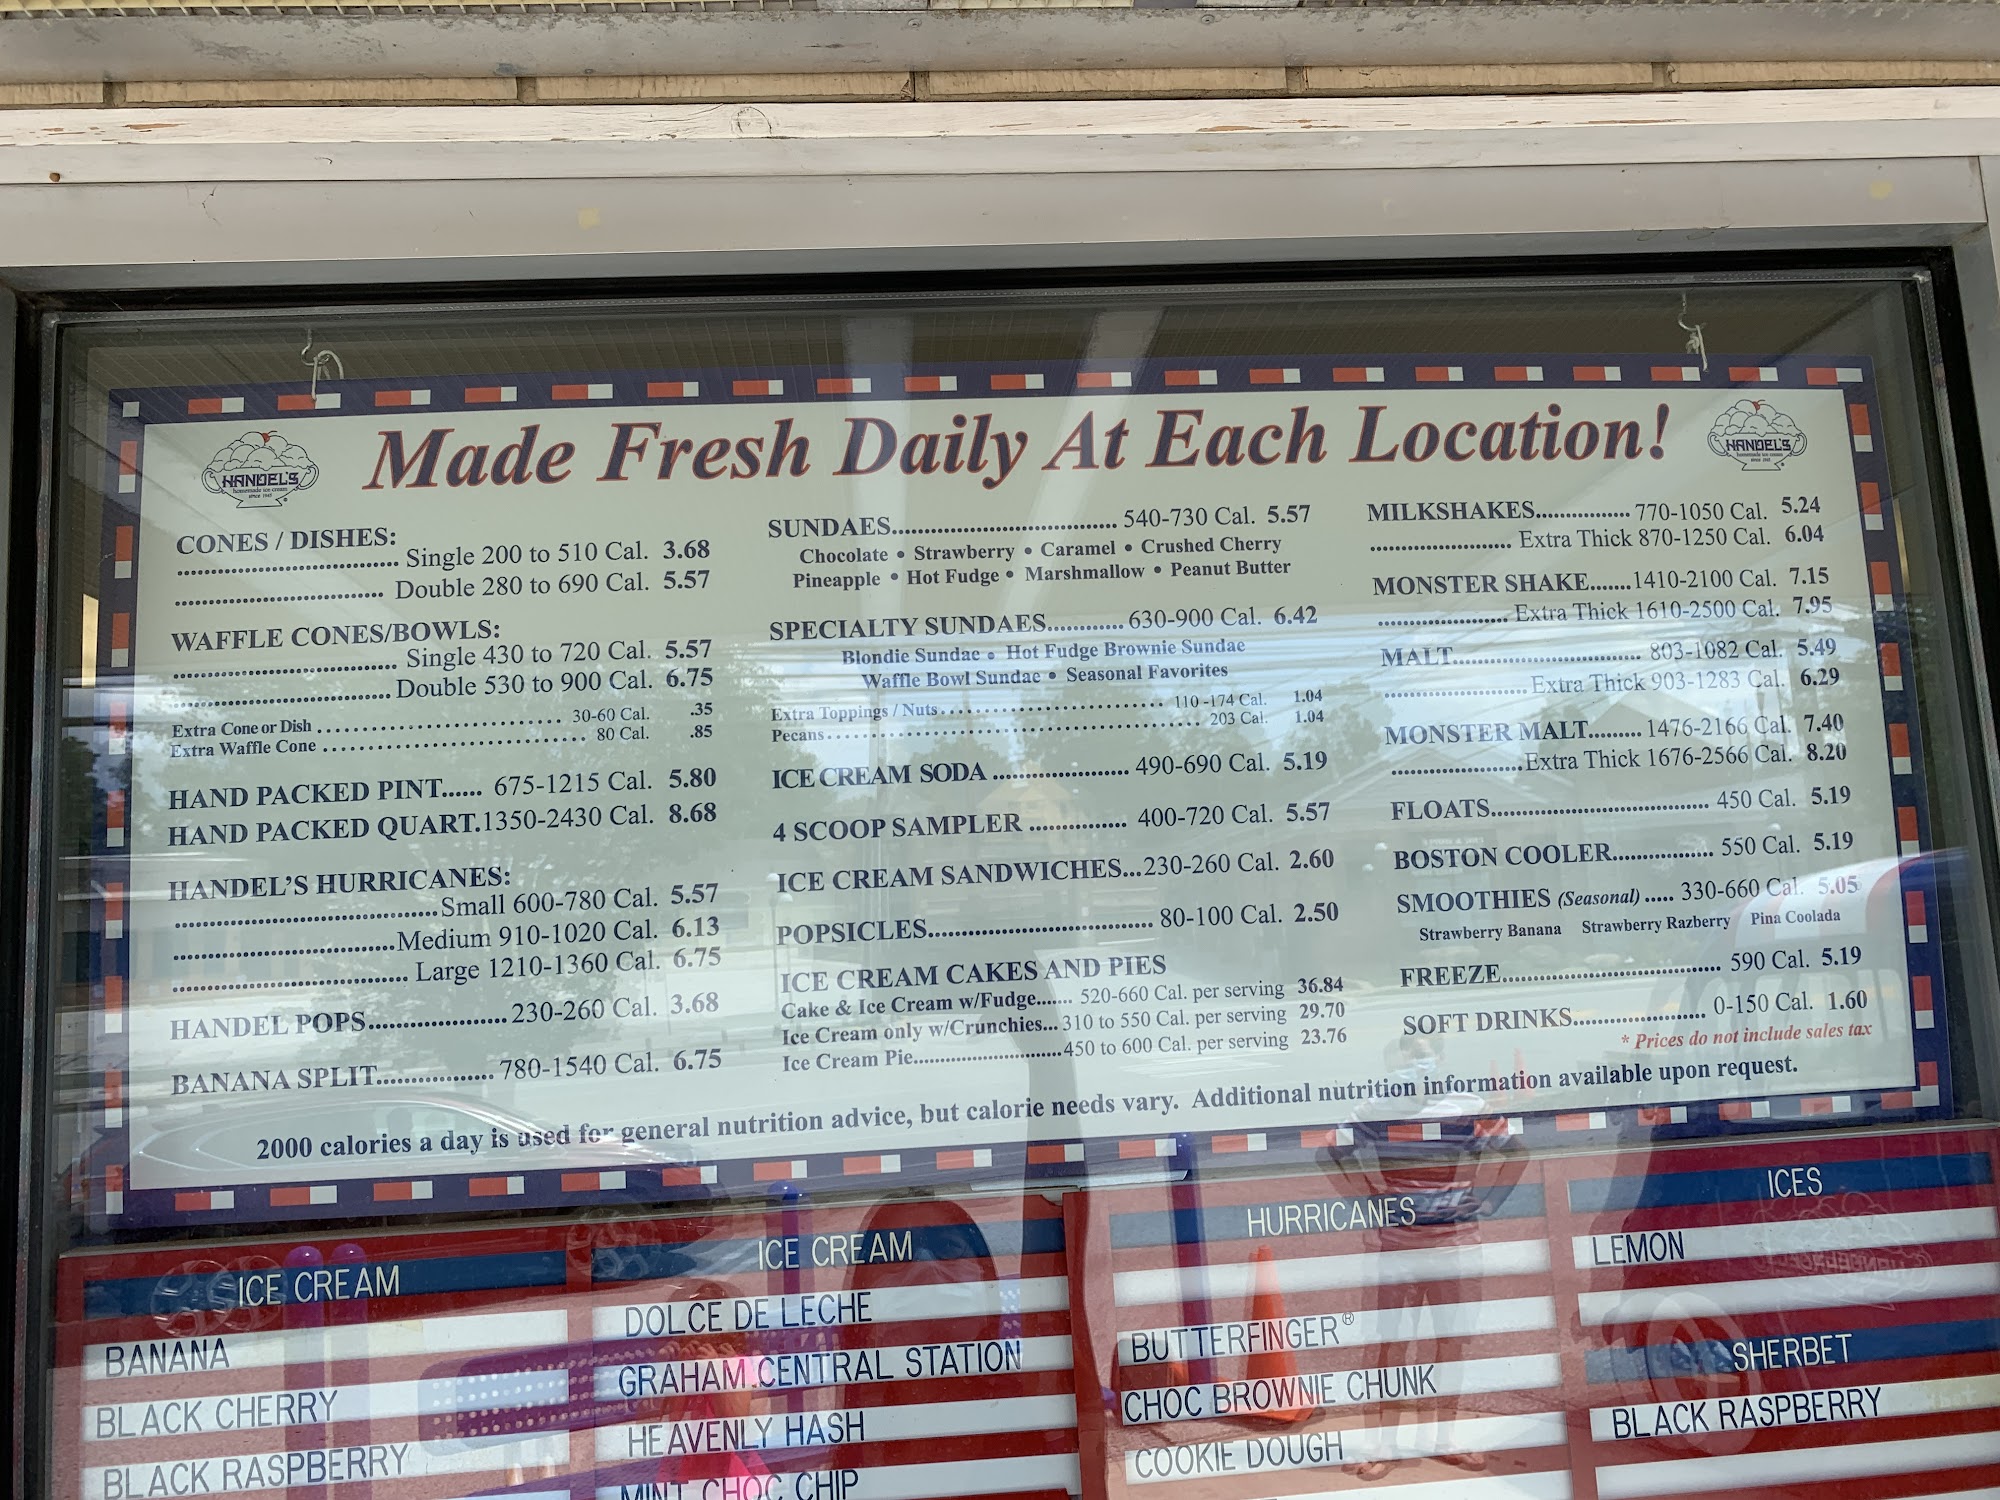 Made Fresh Daily At Each Location!
HANDEL'S
homemade ice cream
since 1945
HANDEL'S
homemade ice cream
since 1945
CONES / DISHES:
Single 200 to 510 Cal. 3.68
Double 280 to 690 Cal. 5.57
WAFFLE CONES/BOWLS:
Single 430 to 720 Cal. 5.57
Double 530 to 900 Cal. 6.75
Extra Cone or Dish 30-60 Cal. .35
Extra Waffle Cone 80 Cal. .85
HAND PACKED PINT...... 675-1215 Cal. 5.80
HAND PACKED QUART.1350-2430 Cal. 8.68
HANDEL'S HURRICANES:
Small 600-780 Cal. 5.57
Medium 910-1020 Cal. 6.13
Large 1210-1360 Cal. 6.75
HANDEL POPS 230-260 Cal. 3.68
BANANA SPLIT 780-1540 Cal. 6.75
SUNDAES 540-730 Cal. 5.57
Chocolate • Strawberry • Caramel • Crushed Cherry
Pineapple • Hot Fudge • Marshmallow • Peanut Butter
SPECIALTY SUNDAES 630-900 Cal. 6.42
Blondie Sundae • Hot Fudge Brownie Sundae
Waffle Bowl Sundae • Seasonal Favorites
Extra Toppings / Nuts 110-174 Cal. 1.04
Pecans 203 Cal. 1.04
ICE CREAM SODA 490-690 Cal. 5.19
4 SCOOP SAMPLER 400-720 Cal. 5.57
ICE CREAM SANDWICHES...230-260 Cal. 2.60
POPSICLES 80-100 Cal. 2.50
ICE CREAM CAKES AND PIES
Cake & Ice Cream w/Fudge....... 520-660 Cal. per serving 36.84
Ice Cream only w/Crunchies... 310 to 550 Cal. per serving 29.70
Ice Cream Pie 450 to 600 Cal. per serving 23.76
MILKSHAKES 770-1050 Cal. 5.24
Extra Thick 870-1250 Cal. 6.04
MONSTER SHAKE.......1410-2100 Cal. 7.15
Extra Thick 1610-2500 Cal. 7.95
MALT 803-1082 Cal. 5.49
Extra Thick 903-1283 Cal. 6.29
MONSTER MALT......... 1476-2166 Cal. 7.40
Extra Thick 1676-2566 Cal. 8.20
FLOATS 450 Cal. 5.19
BOSTON COOLER 550 Cal. 5.19
SMOOTHIES (Seasonal) ..... 330-660 Cal. 5.05
Strawberry Banana Strawberry Razberry Pina Coolada
FREEZE 590 Cal. 5.19
SOFT DRINKS 0-150 Cal. 1.60
* Prices do not include sales tax
2000 calories a day is used for general nutrition advice, but calorie needs vary. Additional nutrition information available upon request.
ICE CREAM
BANANA
BLACK CHERRY
BLACK RASPBERRY
ICE CREAM
DOLCE DE LECHE
GRAHAM CENTRAL STATION
HEAVENLY HASH
MINT CHOC CHIP
HURRICANES
BUTTERFINGER®
CHOC BROWNIE CHUNK
COOKIE DOUGH
ICES
LEMON
SHERBET
BLACK RASPBERRY